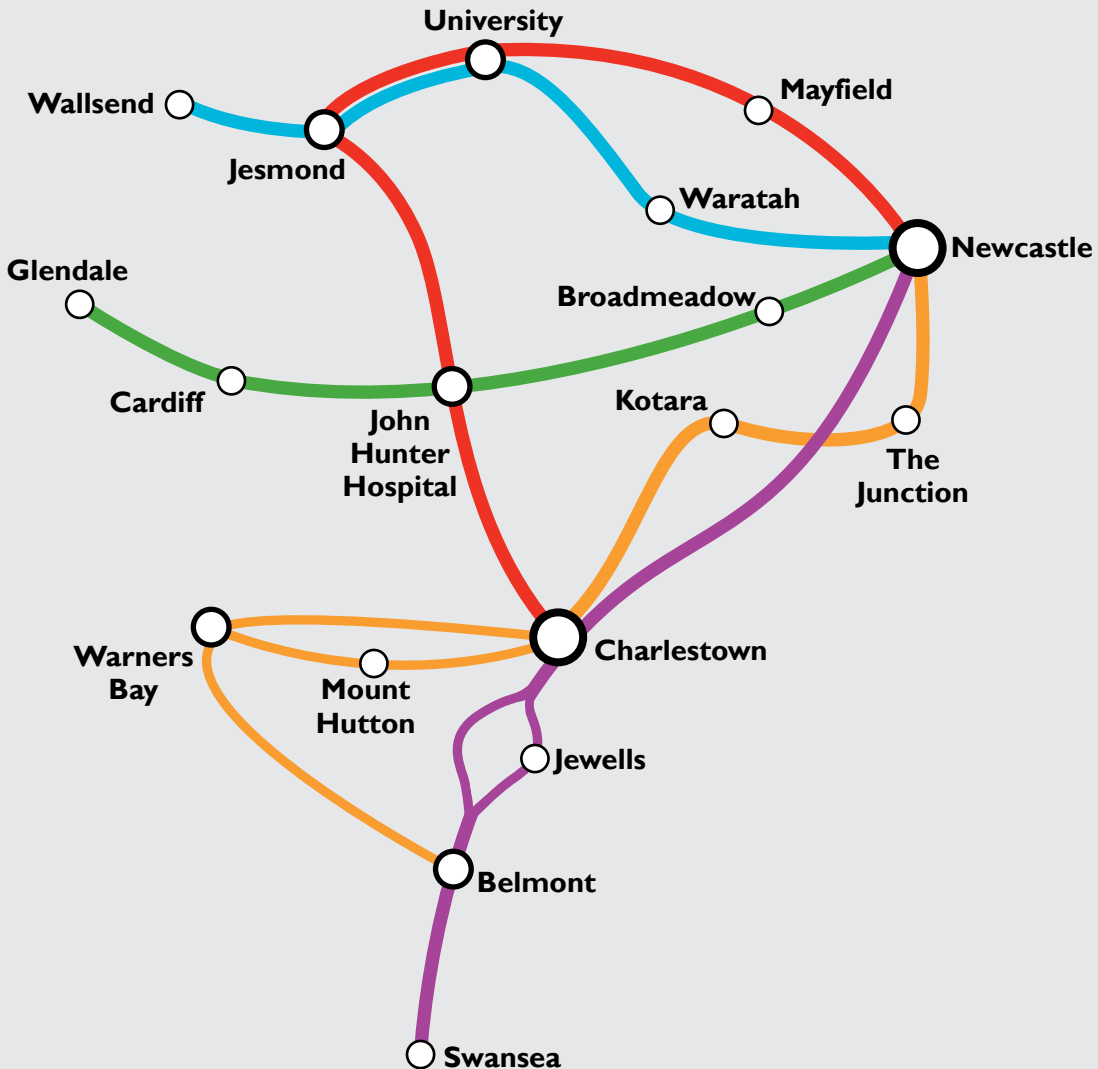 University
Mayfield
Wallsend
Jesmond
Waratah
Newcastle
Glendale
Broadmeadow
Cardiff
Kotara
John
Hunter
Hospital
The
Junction
Warners
Bay
Mount
Hutton
Charlestown
Jewells
Belmont
Swansea